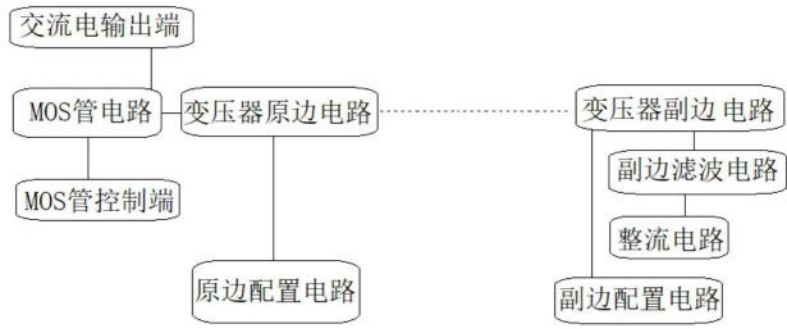 交流电输出端
MOS管电路
变压器原边电路
变压器副边电路
副边滤波电路
MOS管控制端
整流电路
原边配置电路
副边配置电路